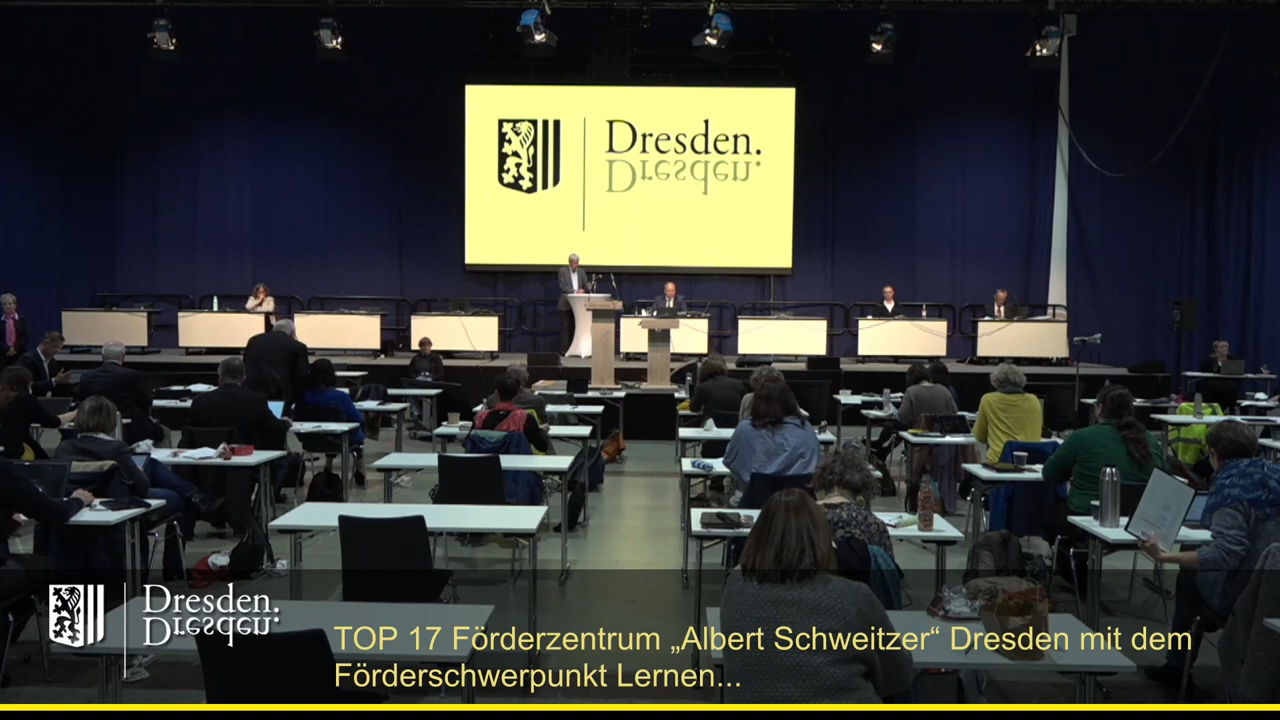 Dresden.
Dresden.
Dresden.
Dresden.
TOP 17 Förderzentrum „Albert Schweitzer“ Dresden mit dem
Förderschwerpunkt Lernen...